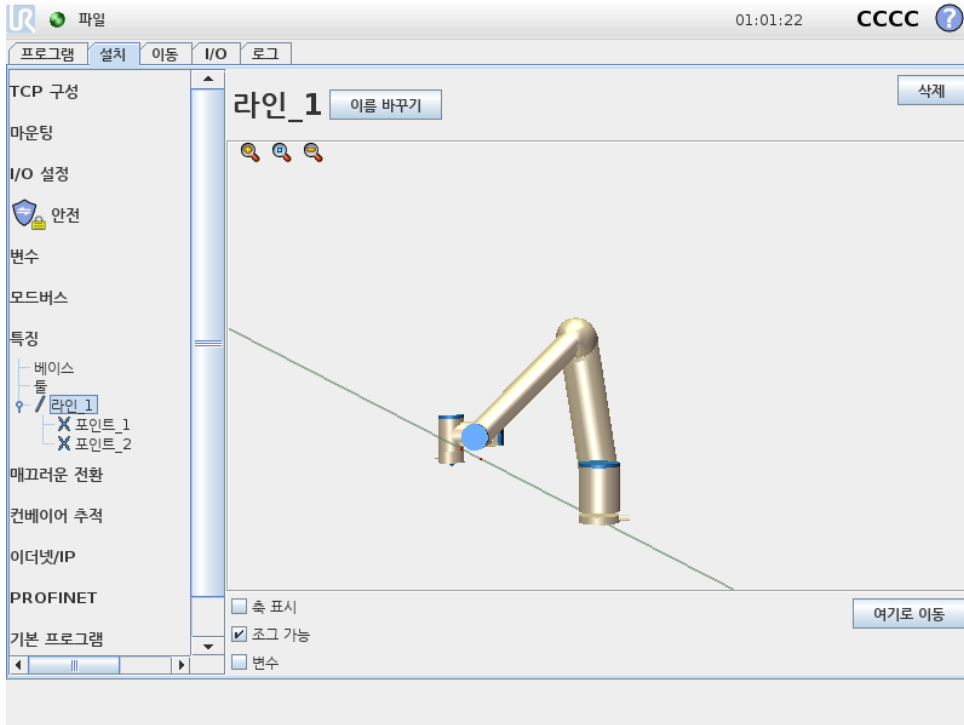 UR 파일 01:01:22 CCCC ?
프로그램 설치 이동 I/O 로그
TCP 구성
마운팅
I/O 설정
안전
변수
모드버스
특징
베이스
툴
라인_1
포인트_1
포인트_2
매끄러운 전환
컨베이어 추적
이더넷/IP
PROFINET
기본 프로그램
라인_1 이름 바꾸기 삭제
축 표시
조그 가능
변수
여기로 이동